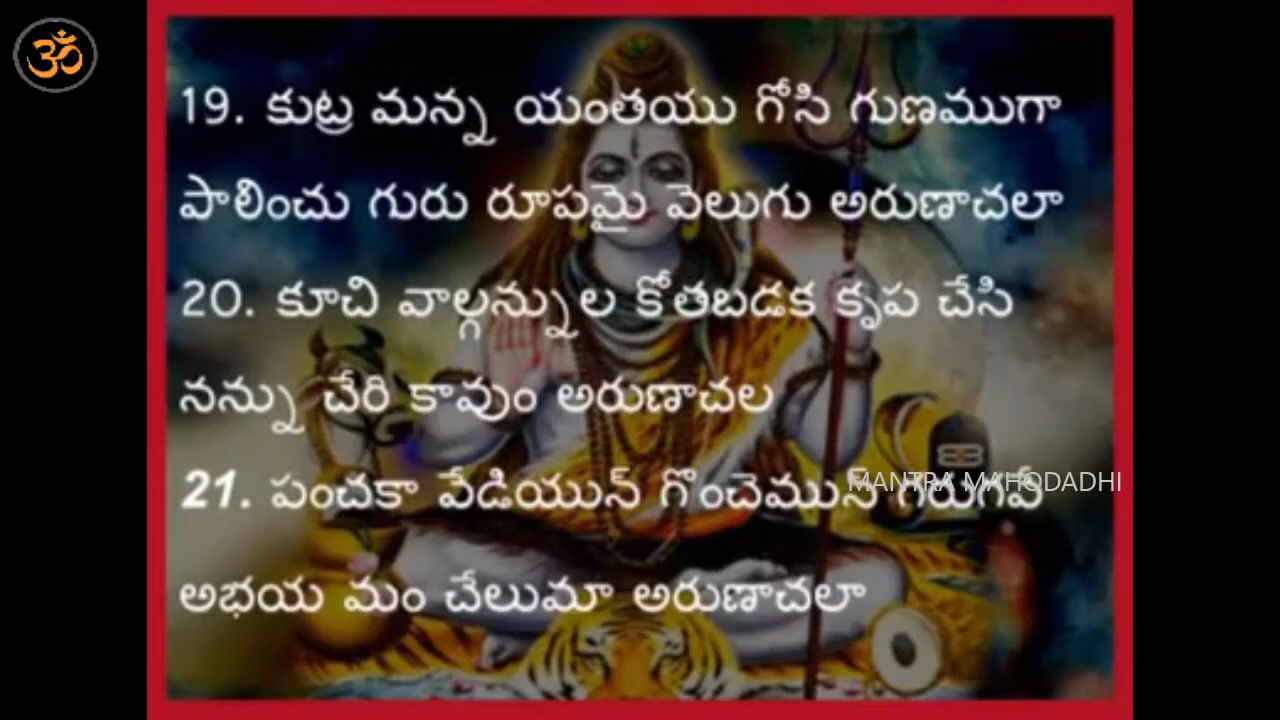 ॐ
19. కుట్ర మన్న యంతయు గోసి గుణముగా
పాలించు గురు రూపమై వెలుగు అరుణాచలా
20. కూచి వాల్గన్నుల కోతబడక కృప చేసి
నన్ను చేరి కావుం అరుణాచల
21. పంచకా వేడియున్ గొంచెమున్
MANTRA MAHODADHI
అభయ మం చేలుమా అరుణాచలా